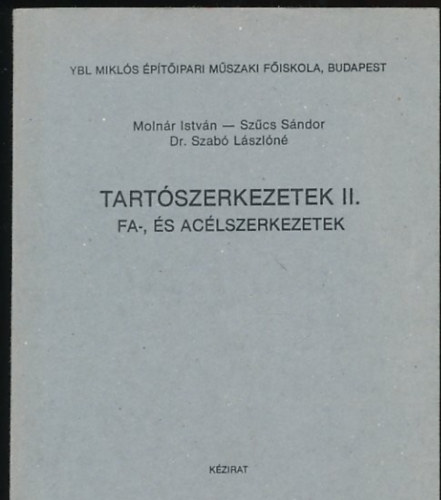 YBL MIKLÓS ÉPÍTŐIPARI MŰSZAKI FŐISKOLA, BUDAPEST
Molnár István — Szűcs Sándor
Dr. Szabó Lászlóné
TARTÓSZERKEZETEK II.
FA-, ÉS ACÉLSZERKEZETEK
KÉZIRAT